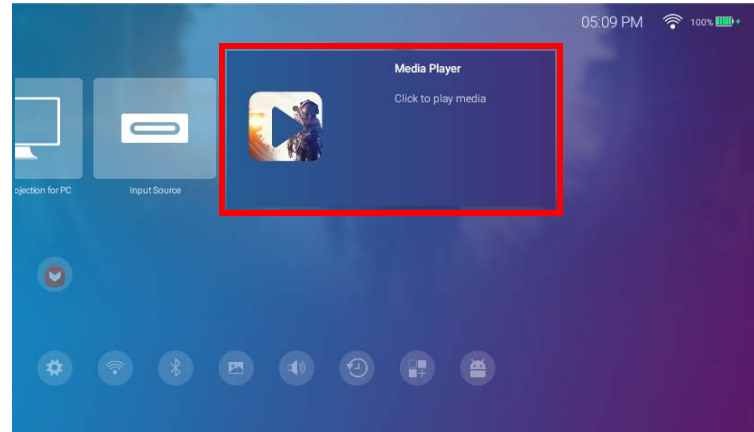 05:09 PM
100%
Media Player
Click to play media
ojection for PC
Input Source